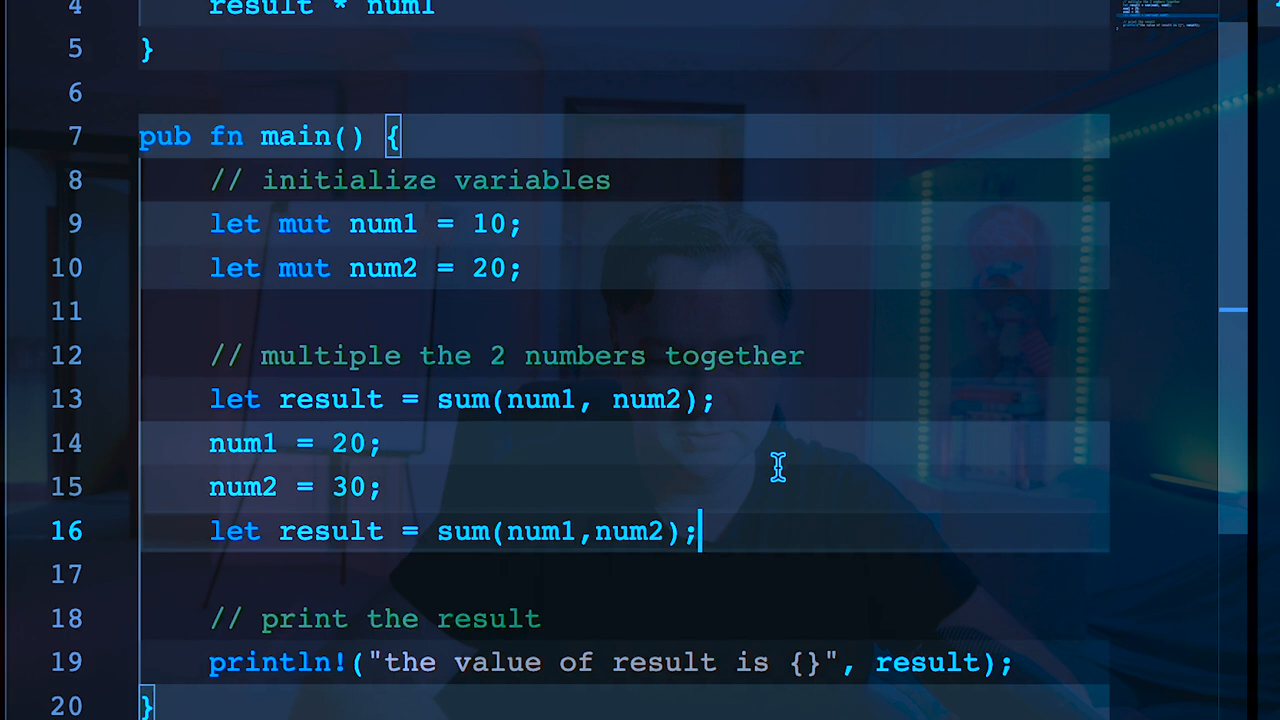 4 result * num1
5 }
6
7 pub fn main() {
8 // initialize variables
9 let mut num1 = 10;
10 let mut num2 = 20;
11
12 // multiple the 2 numbers together
13 let result = sum(num1, num2);
14 num1 = 20;
15 num2 = 30;
16 let result = sum(num1,num2);
17
18 // print the result
19 println!("the value of result is {}", result);
20 }